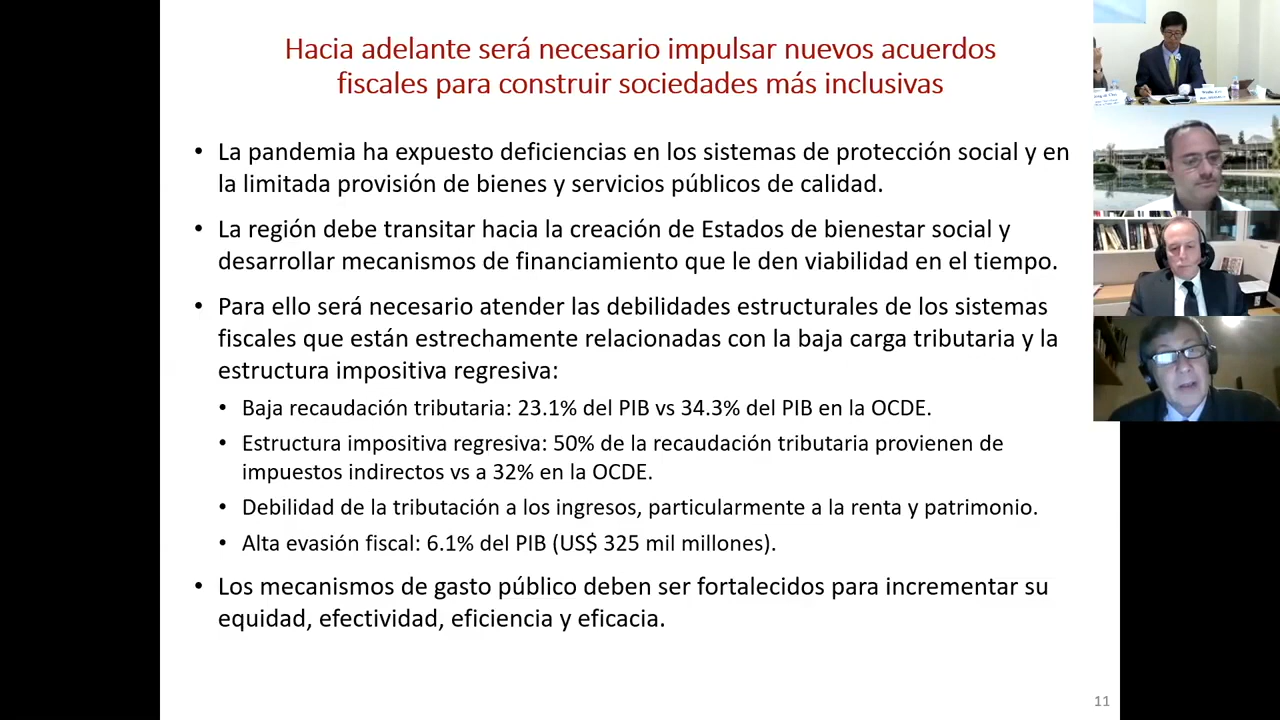 Hacia adelante será necesario impulsar nuevos acuerdos
fiscales para construir sociedades más inclusivas
• La pandemia ha expuesto deficiencias en los sistemas de protección social y en
la limitada provisión de bienes y servicios públicos de calidad.
• La región debe transitar hacia la creación de Estados de bienestar social y
desarrollar mecanismos de financiamiento que le den viabilidad en el tiempo.
• Para ello será necesario atender las debilidades estructurales de los sistemas
fiscales que están estrechamente relacionadas con la baja carga tributaria y la
estructura impositiva regresiva:
• Baja recaudación tributaria: 23.1% del PIB vs 34.3% del PIB en la OCDE.
• Estructura impositiva regresiva: 50% de la recaudación tributaria provienen de
impuestos indirectos vs a 32% en la OCDE.
• Debilidad de la tributación a los ingresos, particularmente a la renta y patrimonio.
• Alta evasión fiscal: 6.1% del PIB (US$ 325 mil millones).
• Los mecanismos de gasto público deben ser fortalecidos para incrementar su
equidad, efectividad, eficiencia y eficacia.
11